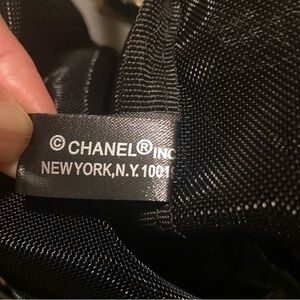 © CHANEL® INC
NEW YORK, N.Y. 1001